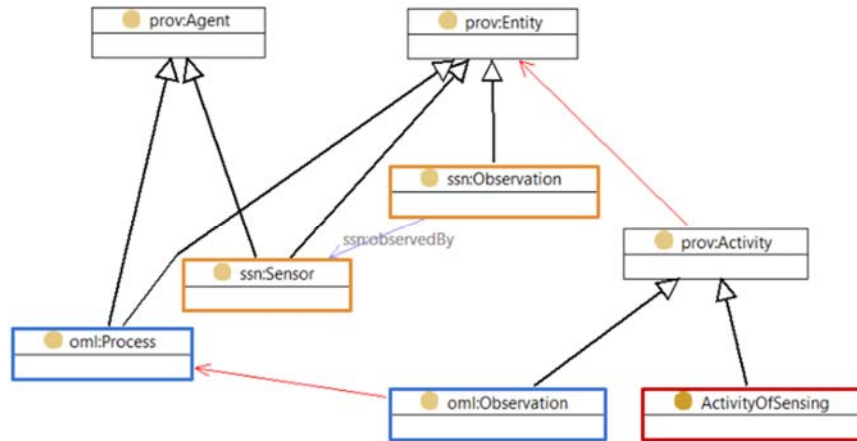 prov:Agent
prov:Entity
ssn:Observation
ssn:observedBy
prov:Activity
ssn:Sensor
oml:Process
oml:Observation
ActivityOfSensing